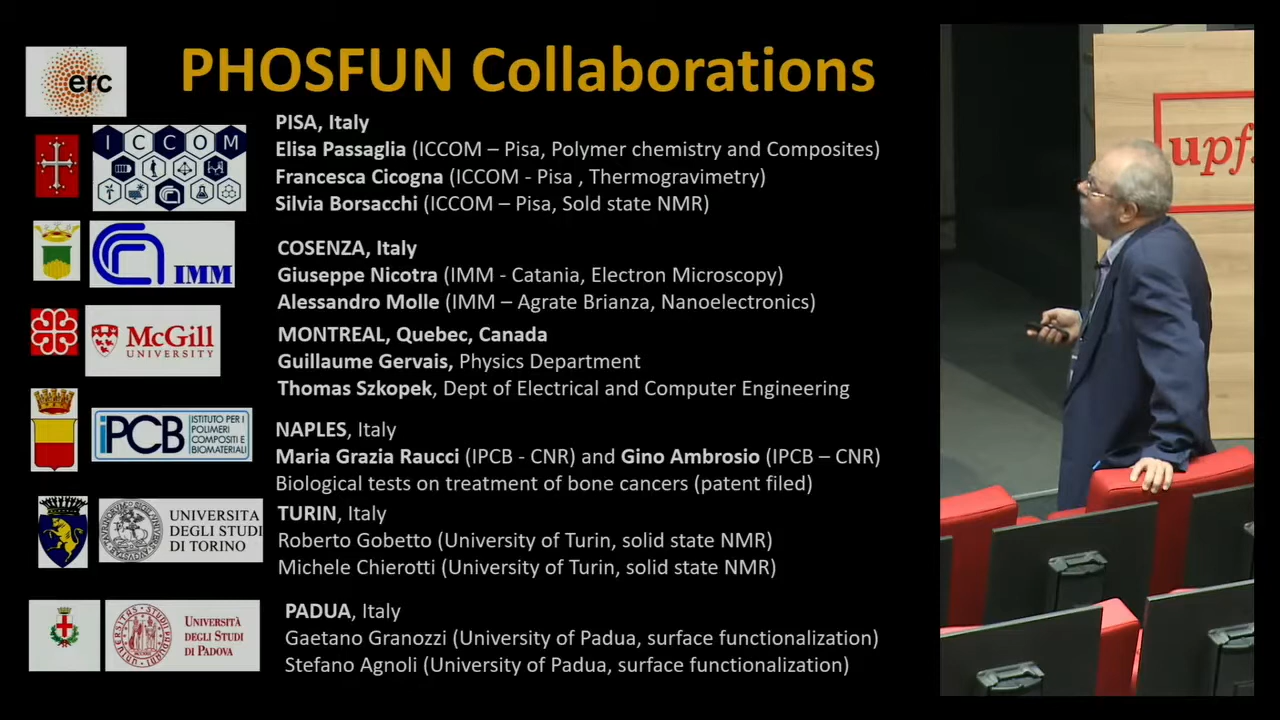 PHOSFUN Collaborations
erc
PISA, Italy
Elisa Passaglia (ICCOM – Pisa, Polymer chemistry and Composites)
Francesca Cicogna (ICCOM - Pisa , Thermogravimetry)
Silvia Borsacchi (ICCOM – Pisa, Sold state NMR)
ICCOM
COSENZA, Italy
Giuseppe Nicotra (IMM - Catania, Electron Microscopy)
Alessandro Molle (IMM – Agrate Brianza, Nanoelectronics)
IMM
MONTREAL, Quebec, Canada
Guillaume Gervais, Physics Department
Thomas Szkopek, Dept of Electrical and Computer Engineering
McGill
UNIVERSITY
NAPLES, Italy
Maria Grazia Raucci (IPCB - CNR) and Gino Ambrosio (IPCB – CNR)
Biological tests on treatment of bone cancers (patent filed)
iPCB
ISTITUTO PER I
POLIMERI
COMPOSITI E
BIOMATERIALI
TURIN, Italy
Roberto Gobetto (University of Turin, solid state NMR)
Michele Chierotti (University of Turin, solid state NMR)
UNIVERSITA
DEGLI STUDI
DI TORINO
PADUA, Italy
Gaetano Granozzi (University of Padua, surface functionalization)
Stefano Agnoli (University of Padua, surface functionalization)
UNIVERSITÀ
DEGLI STUDI
DI PADOVA
upf.